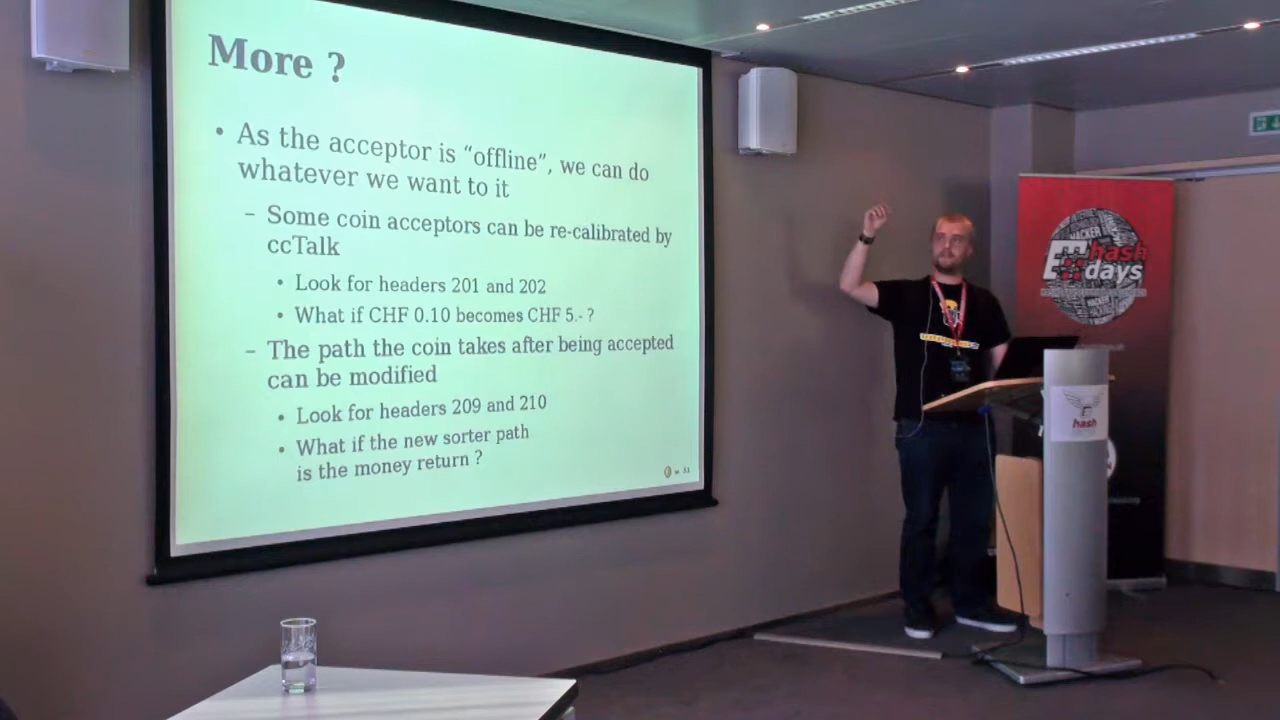 More ?
• As the acceptor is “offline”, we can do
whatever we want to it
– Some coin acceptors can be re-calibrated by
ccTalk
• Look for headers 201 and 202
• What if CHF 0.10 becomes CHF 5.- ?
– The path the coin takes after being accepted
can be modified
• Look for headers 209 and 210
• What if the new sorter path
is the money return ?
HACKER
hash
days
hash